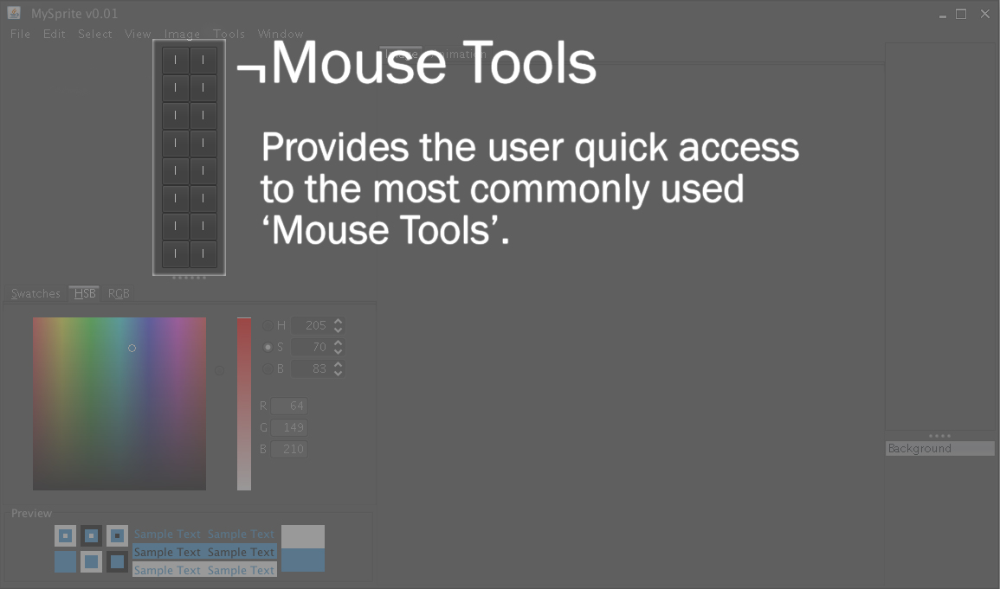 MySprite v0.01
File Edit Select View Image Tools Window
¬Mouse Tools
Provides the user quick access
to the most commonly used
‘Mouse Tools’.
Swatches HSB RGB
H 205
S 70
B 83
R 64
G 149
B 210
Background
Preview
Sample Text Sample Text
Sample Text Sample Text
Sample Text Sample Text